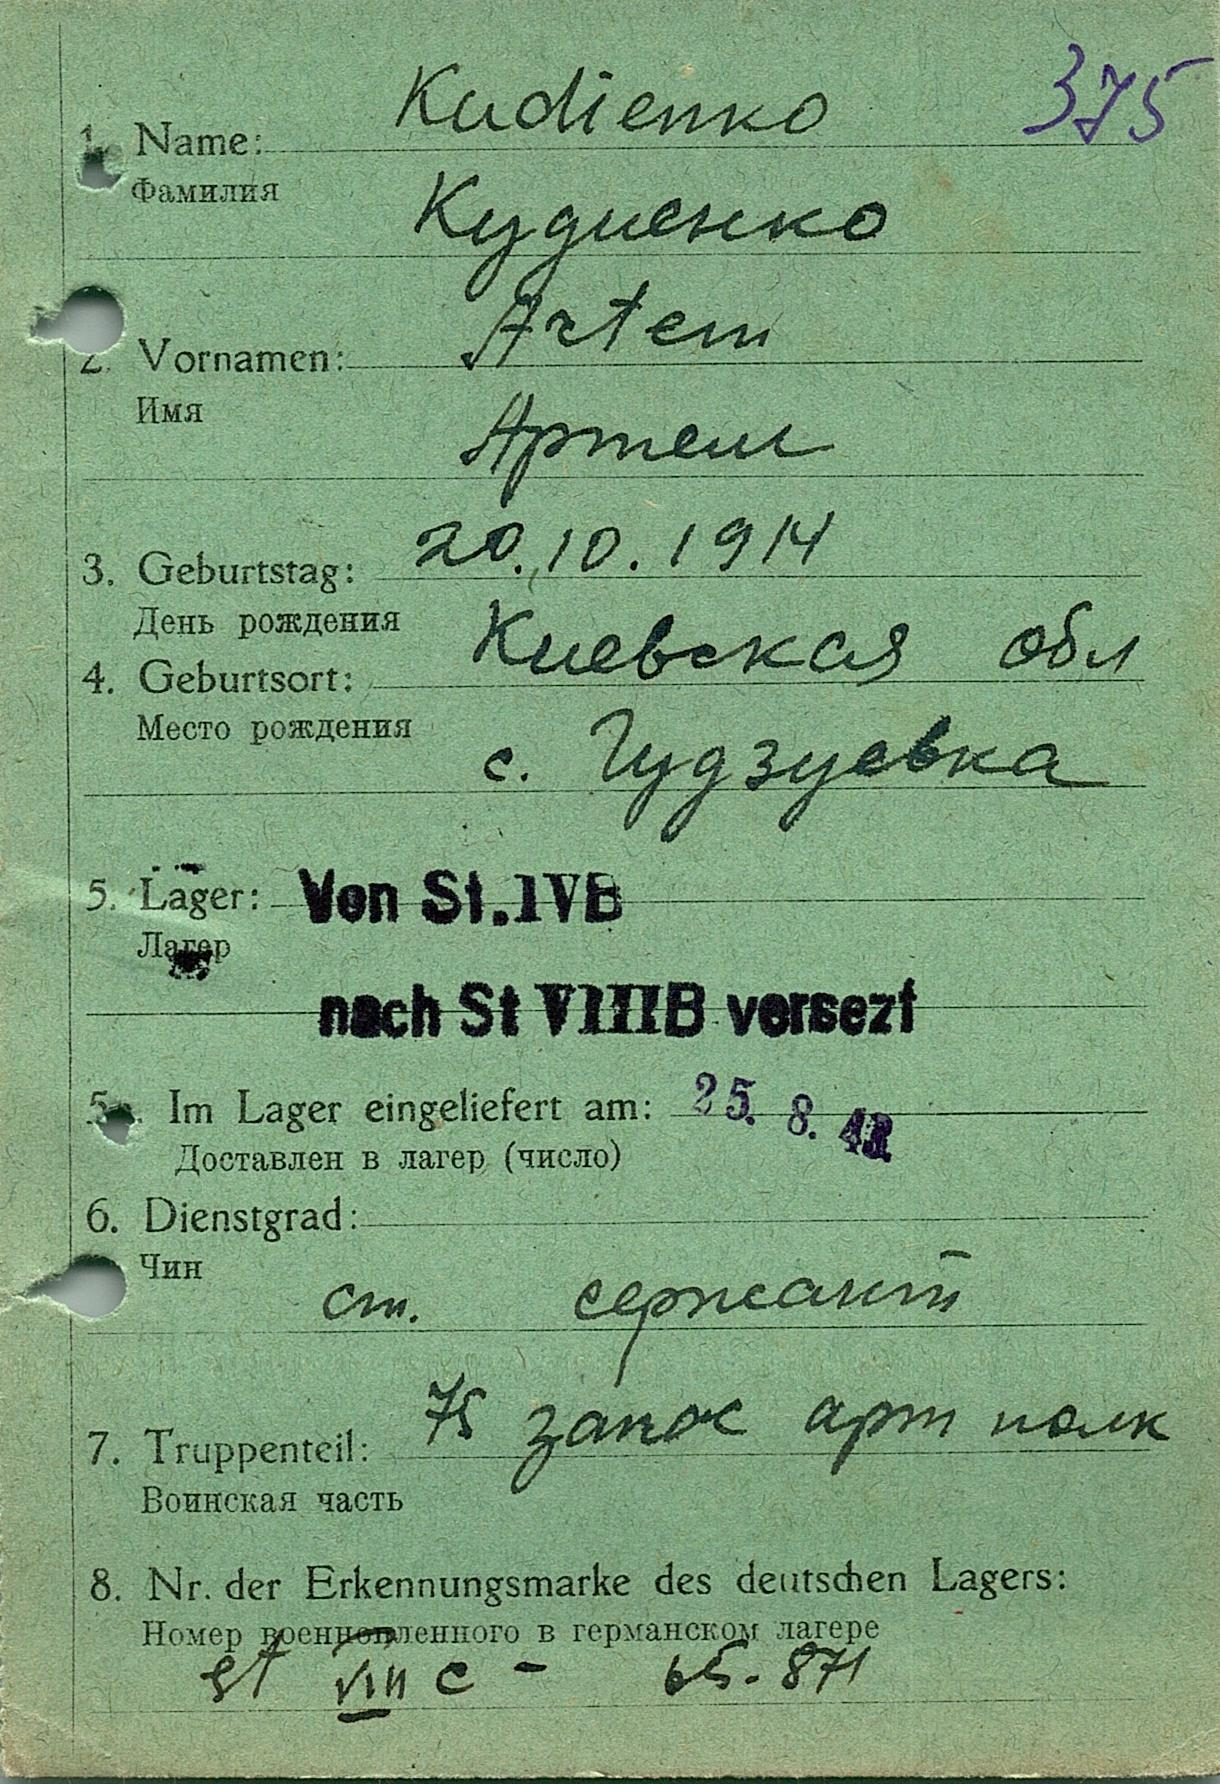 375
Kudienko
1. Name:
Фамилия
Кудиенко
Artem
2. Vornamen:
Имя
Артем
3. Geburtstag: 20.10.1914
День рождения
4. Geburtsort: Киевская обл
Место рождения
с. Гудзуевка
5. Lager: Von St. IVB
Лагер
nach St VIIIB versezt
5a. Im Lager eingeliefert am: 25. 8.
Доставлен в лагер (число)
6. Dienstgrad:
Чин
ст. сержант
7. Truppenteil: 75 запас арт полк
Воинская часть
8. Nr. der Erkennungsmarke des deutschen Lagers:
Номер военнопленного в германском лагере
St VIII C - 65.871